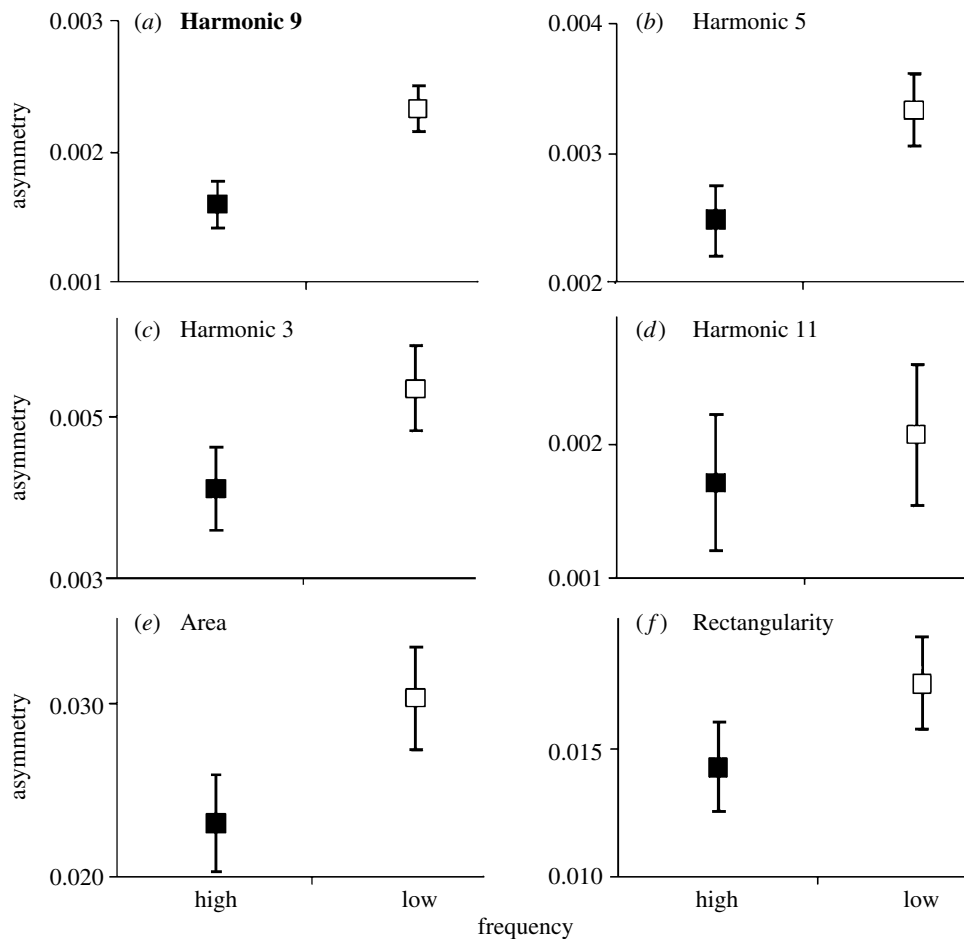 (a) Harmonic 9
0.003
0.002
0.001
asymmetry
(b) Harmonic 5
0.004
0.003
0.002
(c) Harmonic 3
0.005
0.003
asymmetry
(d) Harmonic 11
0.002
0.001
(e) Area
0.030
0.020
asymmetry
high low
(f) Rectangularity
0.015
0.010
high low
frequency